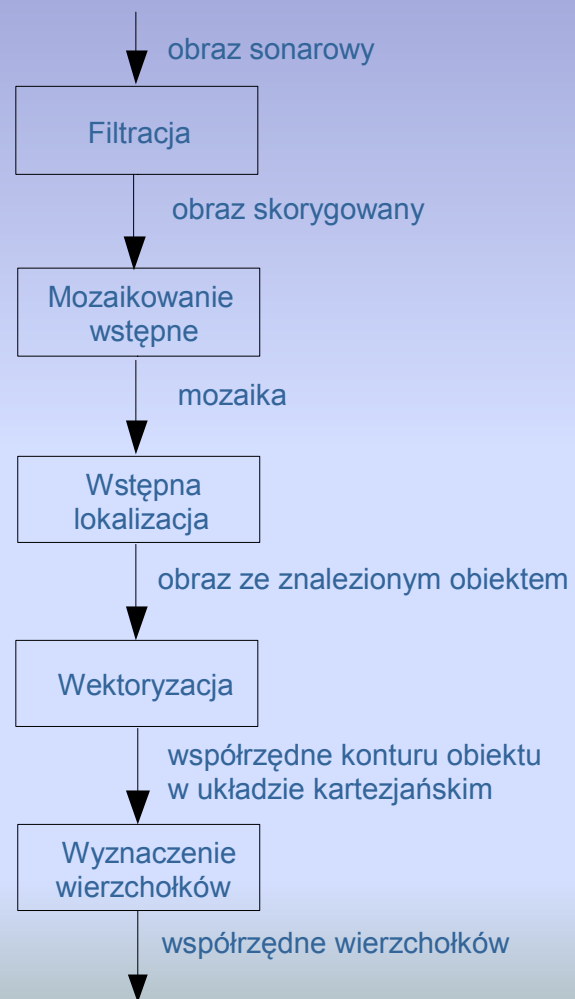 obraz sonarowy
Filtracja
obraz skorygowany
Mozaikowanie
wstępne
mozaika
Wstępna
lokalizacja
obraz ze znalezionym obiektem
Wektoryzacja
współrzędne konturu obiektu
w układzie kartezjańskim
Wyznaczenie
wierzchołków
współrzędne wierzchołków